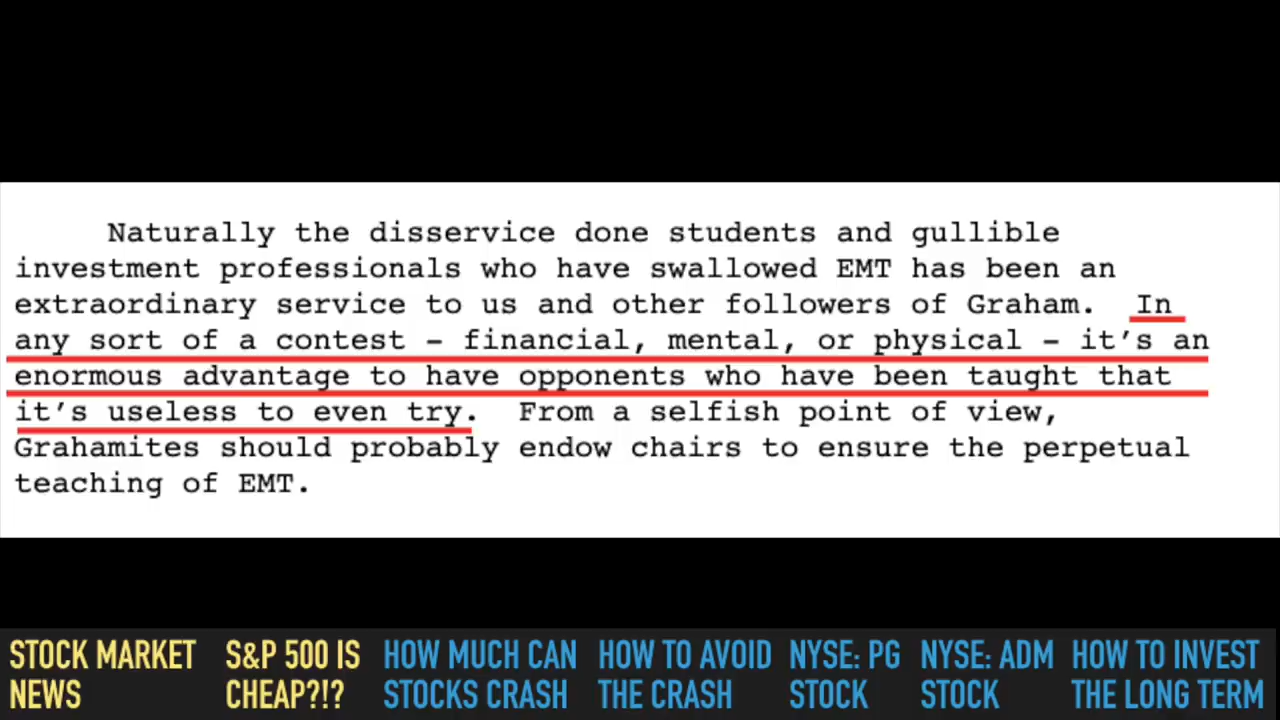 Naturally the disservice done students and gullible
investment professionals who have swallowed EMT has been an
extraordinary service to us and other followers of Graham. In
any sort of a contest – financial, mental, or physical – it's an
enormous advantage to have opponents who have been taught that
it's useless to even try. From a selfish point of view,
Grahamites should probably endow chairs to ensure the perpetual
teaching of EMT.
STOCK MARKET
NEWS
S&P 500 IS
CHEAP?!?
HOW MUCH CAN
STOCKS CRASH
HOW TO AVOID
THE CRASH
NYSE: PG
STOCK
NYSE: ADM
STOCK
HOW TO INVEST
THE LONG TERM